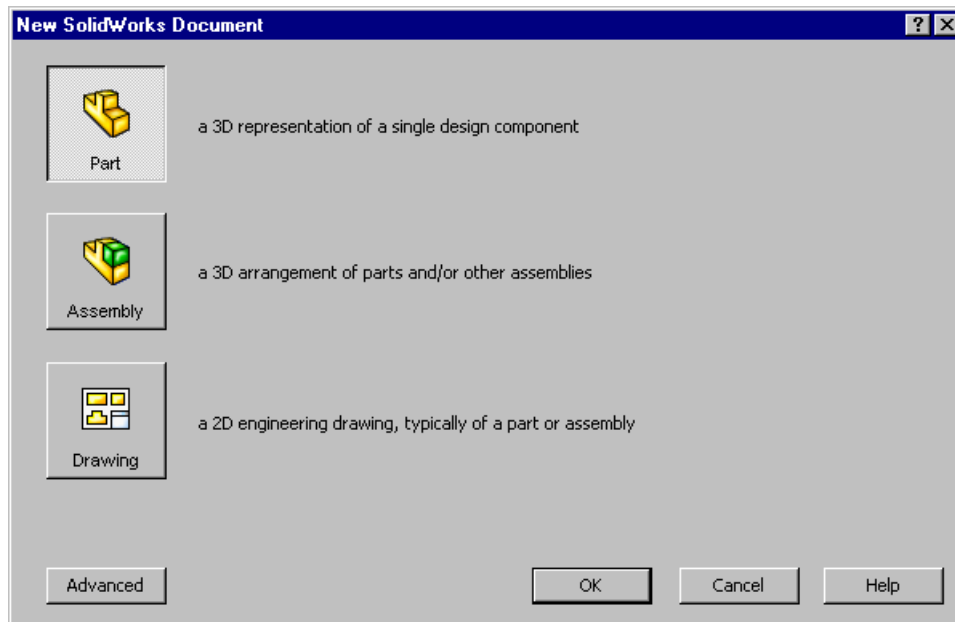 New SolidWorks Document
Part
a 3D representation of a single design component
Assembly
a 3D arrangement of parts and/or other assemblies
Drawing
a 2D engineering drawing, typically of a part or assembly
Advanced
OK
Cancel
Help